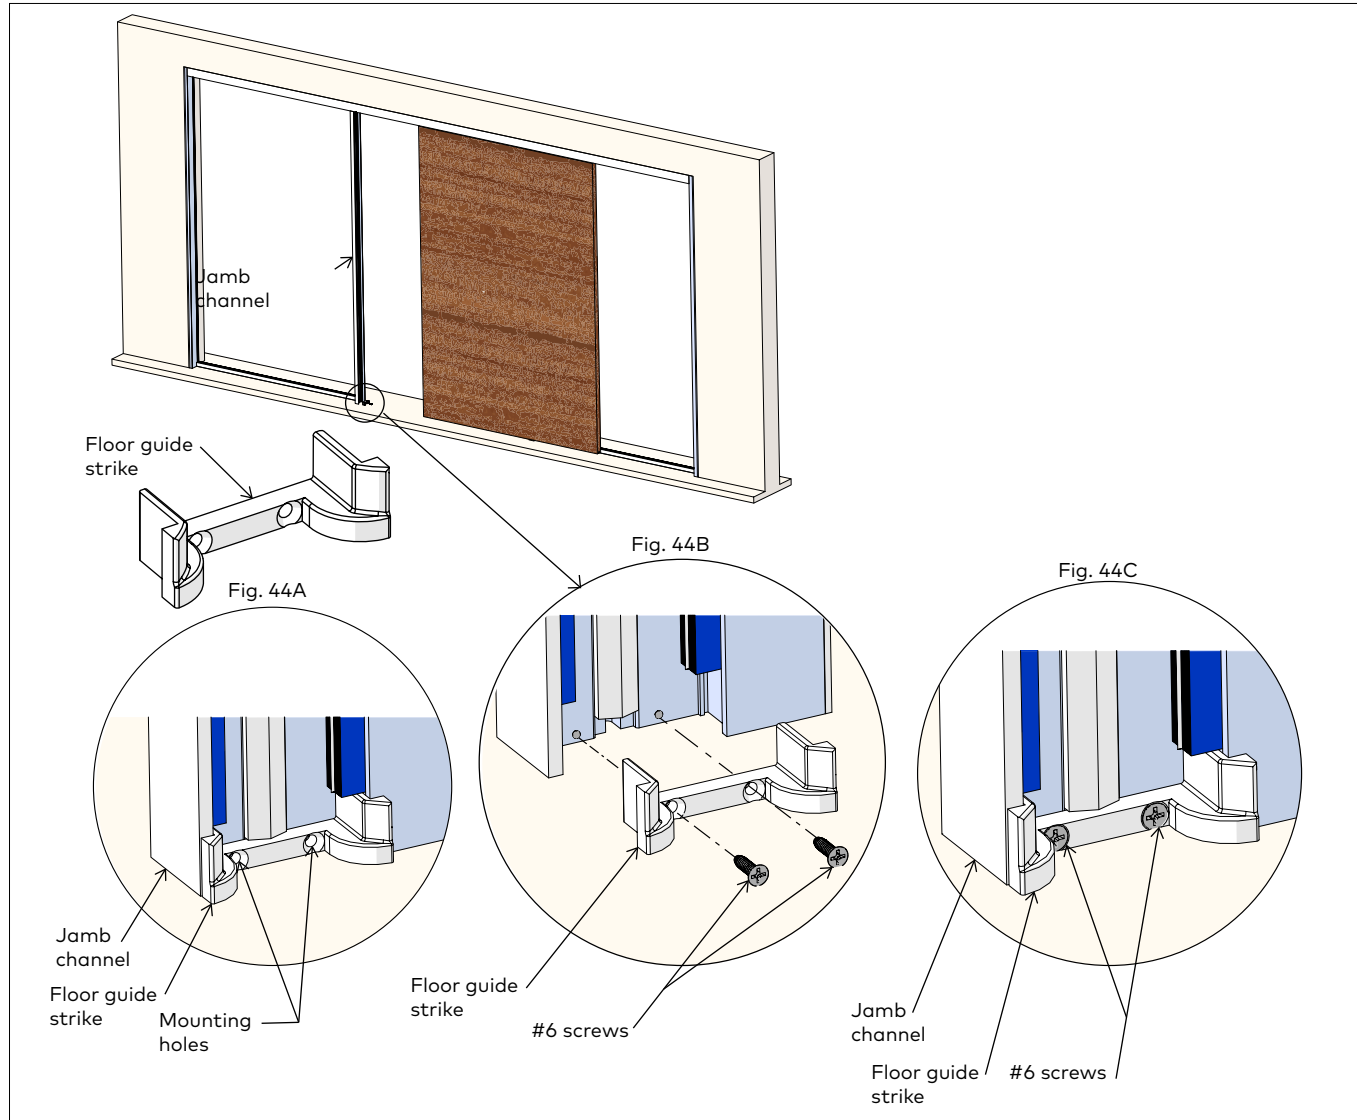 Jamb
channel
Floor guide
strike
Fig. 44A
Fig. 44B
Fig. 44C
Jamb
channel
Floor guide
strike
Mounting
holes
Floor guide
strike
#6 screws
Jamb
channel
Floor guide
strike
#6 screws